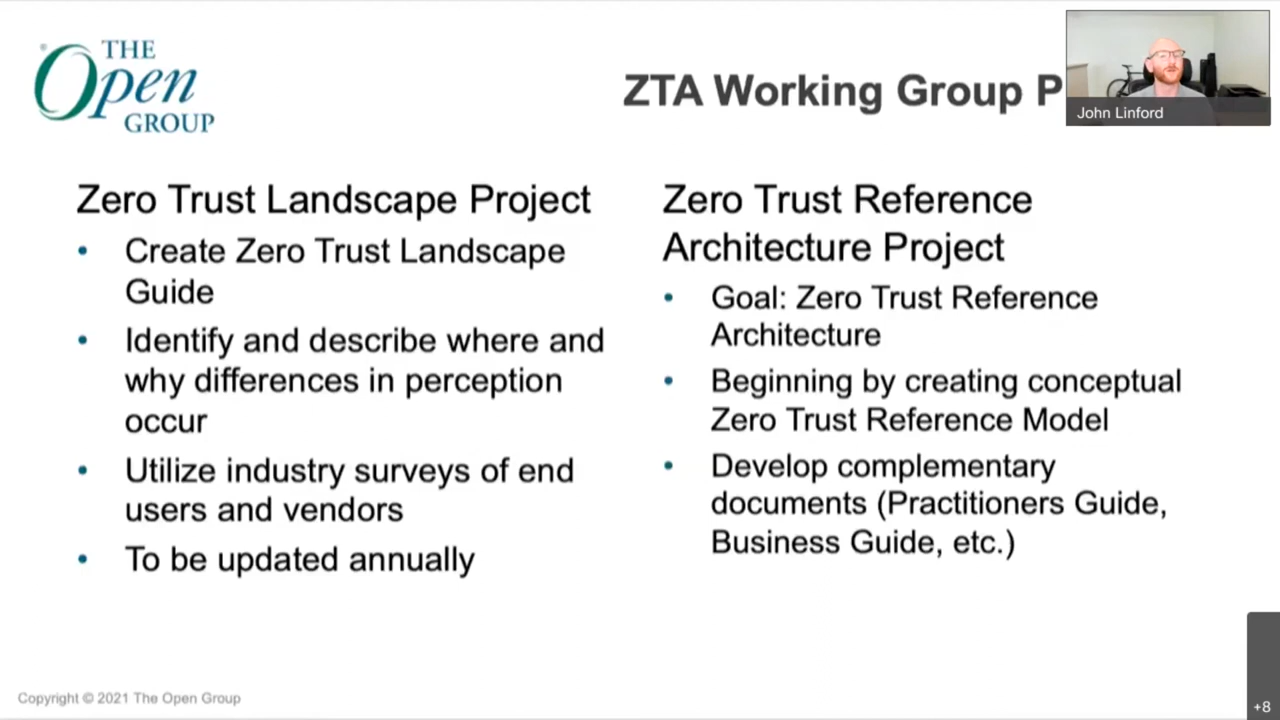 THE
Open
GROUP
ZTA Working Group P
John Linford
Zero Trust Landscape Project
• Create Zero Trust Landscape
Guide
• Identify and describe where and
why differences in perception
occur
• Utilize industry surveys of end
users and vendors
• To be updated annually
Zero Trust Reference
Architecture Project
• Goal: Zero Trust Reference
Architecture
• Beginning by creating conceptual
Zero Trust Reference Model
• Develop complementary
documents (Practitioners Guide,
Business Guide, etc.)
Copyright © 2021 The Open Group
+8